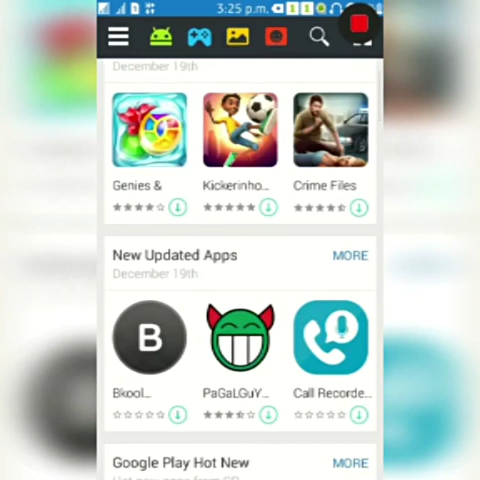 3:25 p.m.
December 19th
Genies &
Kickerinho...
Crime Files
New Updated Apps
MORE
December 19th
B
Bkool...
PaGaLGuY...
Call Recorde...
Google Play Hot New
MORE